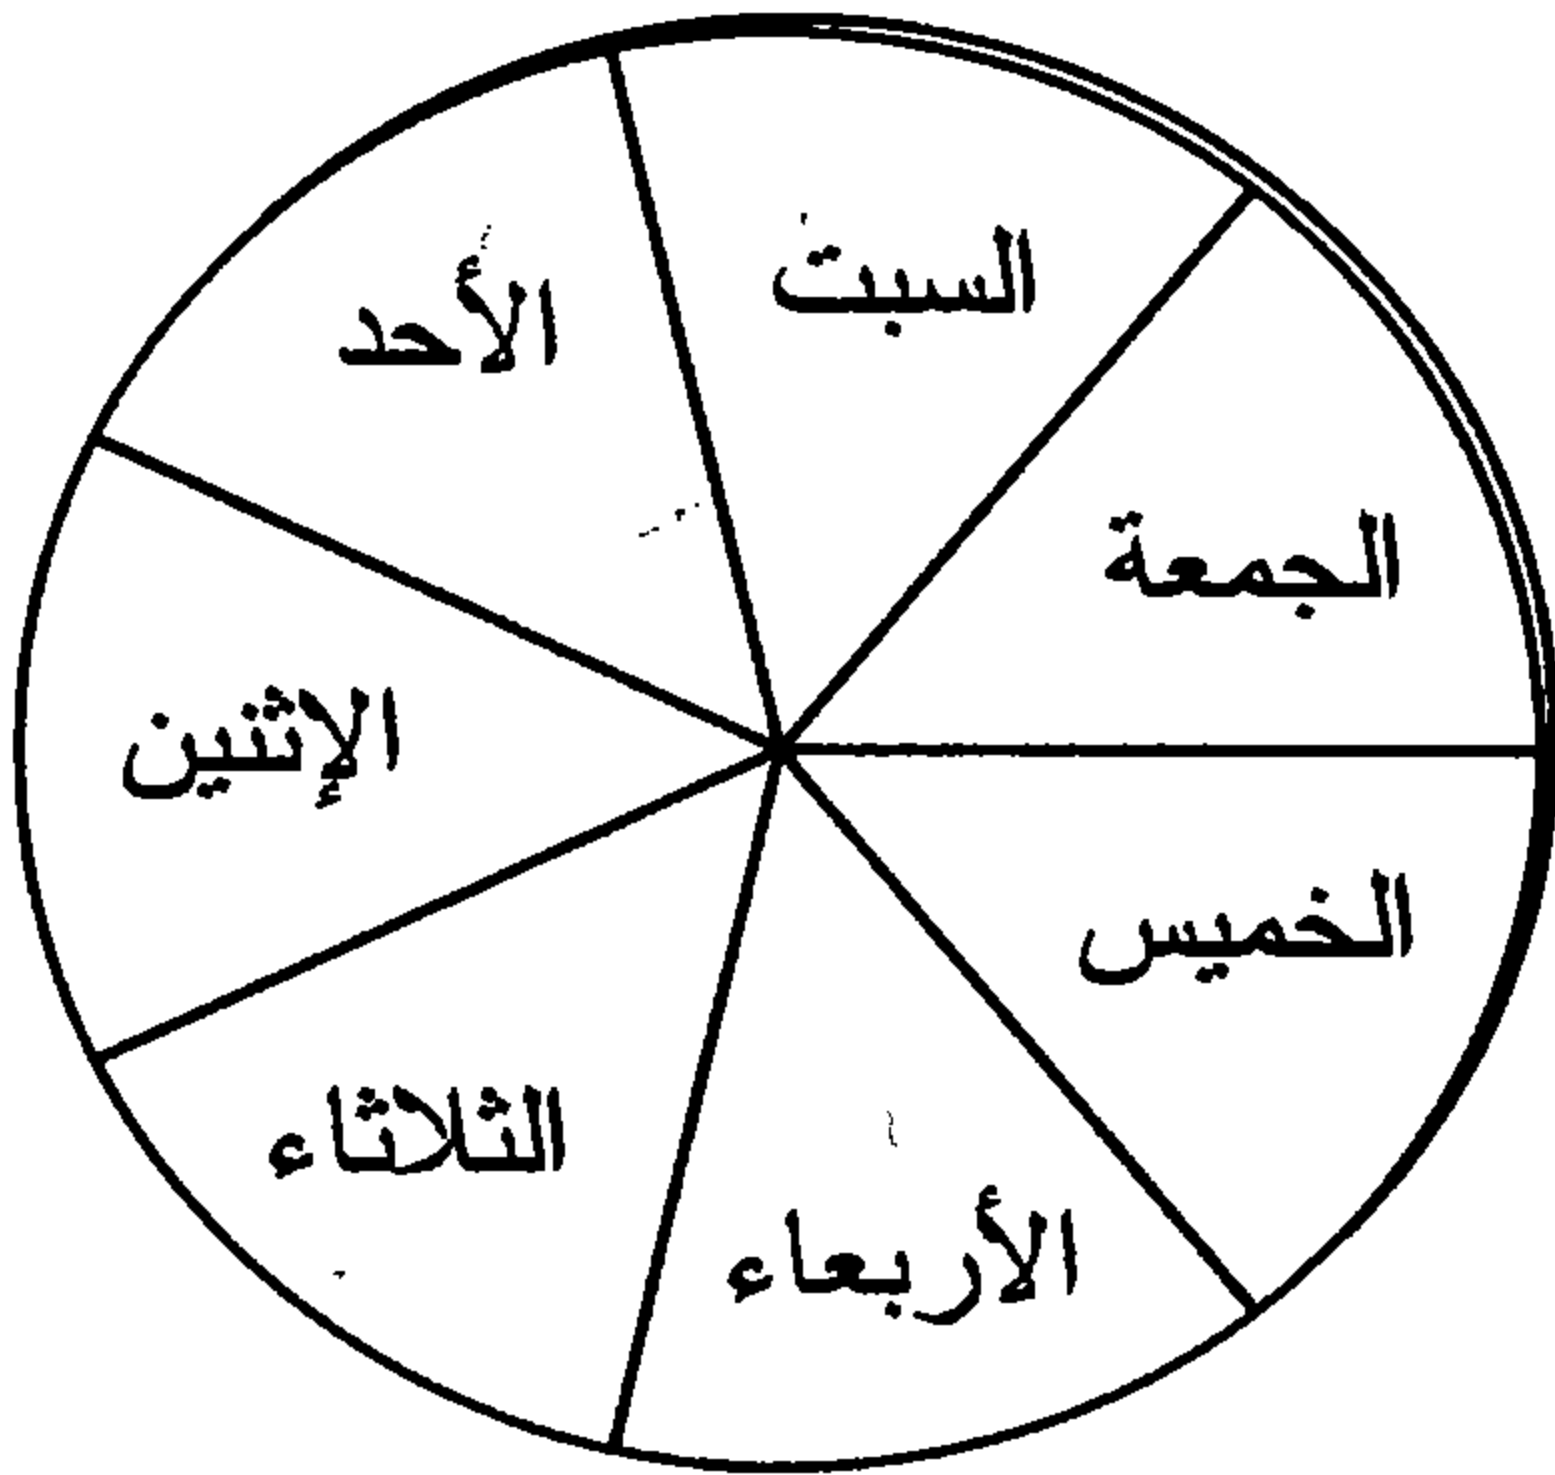 السبت
الأحد
الإثنين
الثلاثاء
الأربعاء
الخميس
الجمعة